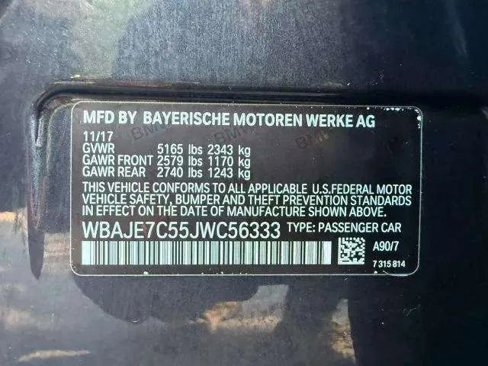 MFD BY BAYERISCHE MOTOREN WERKE AG
11/17
GVWR 5165 lbs 2343 kg
GAWR FRONT 2579 lbs 1170 kg
GAWR REAR 2740 lbs 1243 kg
THIS VEHICLE CONFORMS TO ALL APPLICABLE U.S.FEDERAL MOTOR
VEHICLE SAFETY, BUMPER AND THEFT PREVENTION STANDARDS
IN EFFECT ON THE DATE OF MANUFACTURE SHOWN ABOVE.
WBAJE7C55JWC56333 TYPE: PASSENGER CAR
A90/7
7 315 814